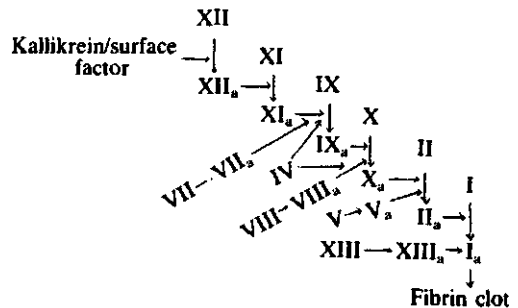 XII
Kallikrein/surface
factor
XI
XIIₐ
IX
XIₐ
X
IXₐ
II
VII – VIIₐ
IV
Xₐ
I
VIII – VIIIₐ
V
Vₐ
IIₐ
XIII
XIIIₐ
Iₐ
Fibrin clot